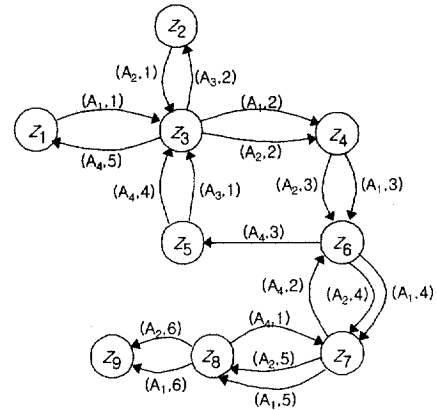 Z2
(A2,1)
(A3,2)
(A1,1)
(A1,2)
Z1
Z3
Z4
(A4,5)
(A2,2)
(A4,4)
(A3,1)
(A2,3)
(A1,3)
Z5
(A4,3)
Z6
(A4,2)
(A2,4)
(A1,4)
(A2,6)
(A4,1)
Z9
Z8
Z7
(A2,5)
(A1,6)
(A1,5)